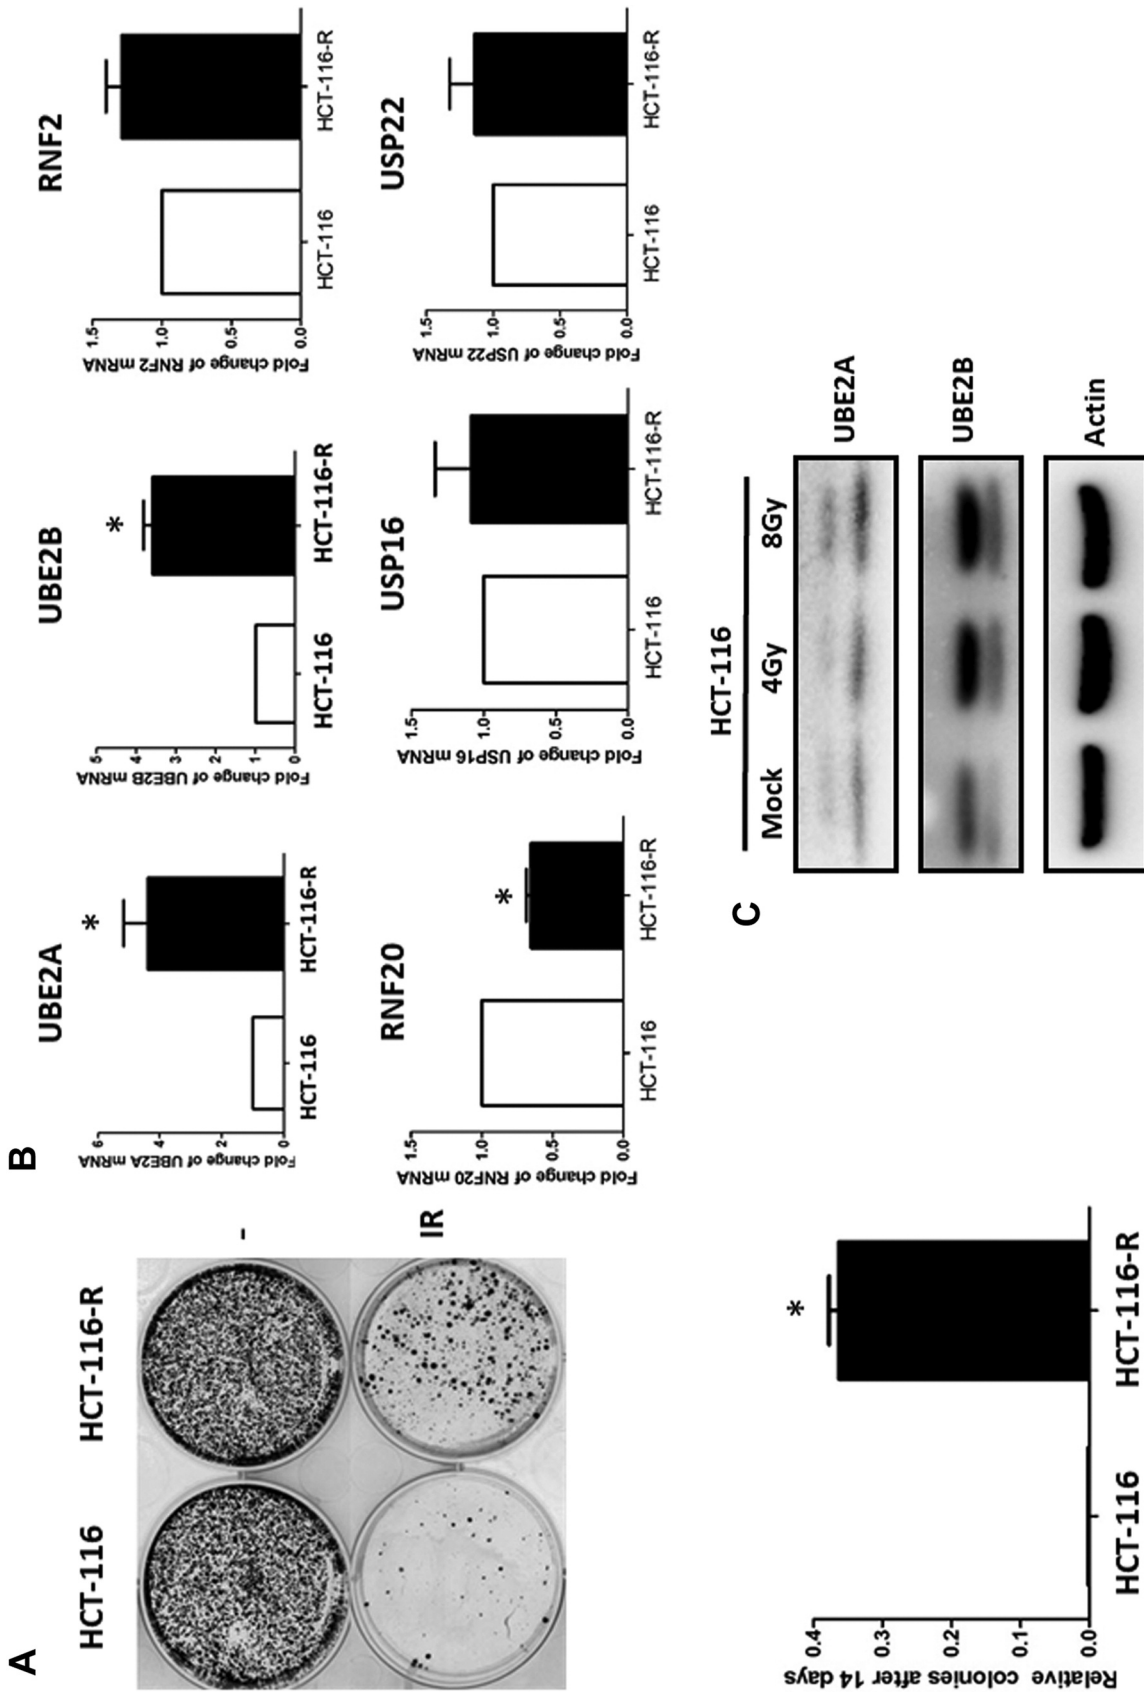 A
HCT-116 HCT-116-R
-
IR
Relative colonies after 14 days
0.4
0.3
0.2
0.1
0.0
*
HCT-116 HCT-116-R
B
UBE2A
Fold change of UBE2A mRNA
6
4
2
0
*
HCT-116 HCT-116-R
UBE2B
Fold change of UBE2B mRNA
5
4
3
2
1
0
*
HCT-116 HCT-116-R
RNF2
Fold change of RNF2 mRNA
1.5
1.0
0.5
0.0
HCT-116 HCT-116-R
RNF20
Fold change of RNF20 mRNA
1.5
1.0
0.5
0.0
*
HCT-116 HCT-116-R
USP16
Fold change of USP16 mRNA
1.5
1.0
0.5
0.0
HCT-116 HCT-116-R
USP22
Fold change of USP22 mRNA
1.5
1.0
0.5
0.0
HCT-116 HCT-116-R
C
HCT-116
Mock 4Gy 8Gy
UBE2A
UBE2B
Actin